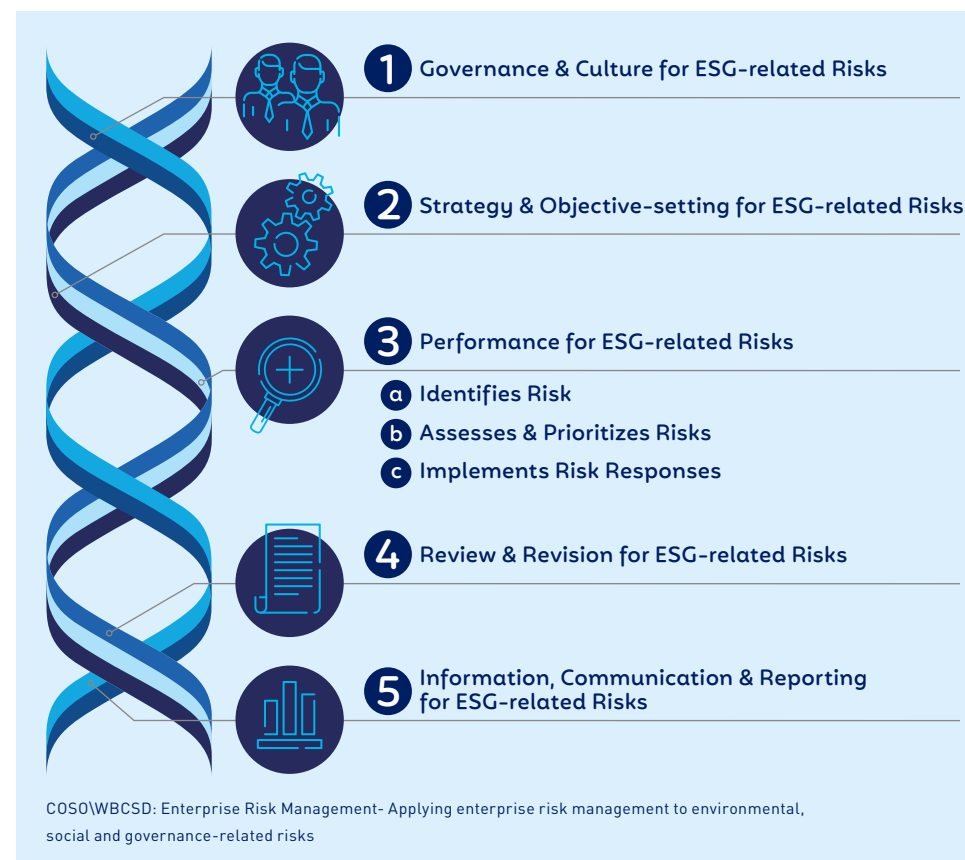 1 Governance & Culture for ESG-related Risks
2 Strategy & Objective-setting for ESG-related Risks
3 Performance for ESG-related Risks
a Identifies Risk
b Assesses & Prioritizes Risks
c Implements Risk Responses
4 Review & Revision for ESG-related Risks
5 Information, Communication & Reporting
for ESG-related Risks
COSO\WBCSD: Enterprise Risk Management- Applying enterprise risk management to environmental,
social and governance-related risks